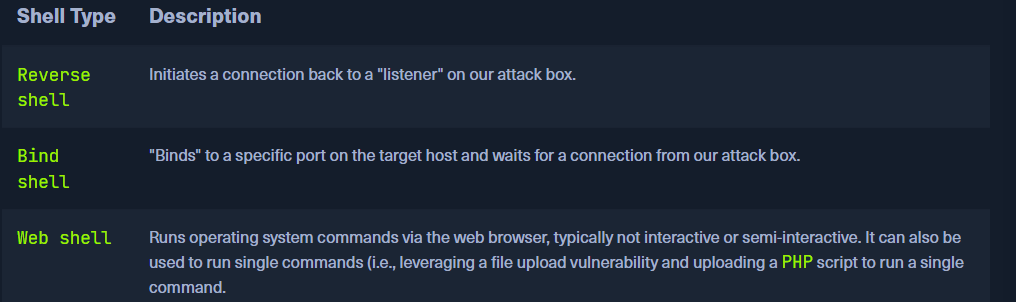 Shell Type Description
Reverse shell Initiates a connection back to a "listener" on our attack box.
Bind shell "Binds" to a specific port on the target host and waits for a connection from our attack box.
Web shell Runs operating system commands via the web browser, typically not interactive or semi-interactive. It can also be
used to run single commands (i.e., leveraging a file upload vulnerability and uploading a PHP script to run a single
command.